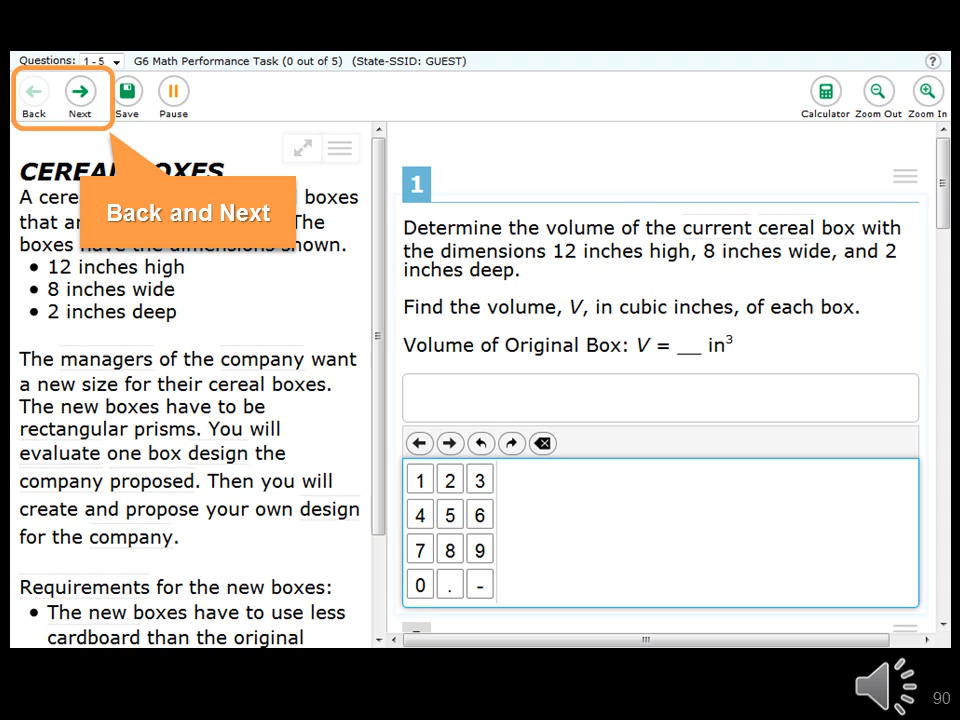 Questions: 1 - 5 G6 Math Performance Task (0 out of 5) (State-SSID: GUEST) ?
Back Next Save Pause Calculator Zoom Out Zoom In
CEREAL BOXES
Back and Next
boxes
The
boxes have the dimensions shown.
• 12 inches high
• 8 inches wide
• 2 inches deep
The managers of the company want
a new size for their cereal boxes.
The new boxes have to be
rectangular prisms. You will
evaluate one box design the
company proposed. Then you will
create and propose your own design
for the company.
Requirements for the new boxes:
• The new boxes have to use less
cardboard than the original
1
Determine the volume of the current cereal box with
the dimensions 12 inches high, 8 inches wide, and 2
inches deep.
Find the volume, V, in cubic inches, of each box.
Volume of Original Box: V = __ in³
1 2 3
4 5 6
7 8 9
0 . -
90